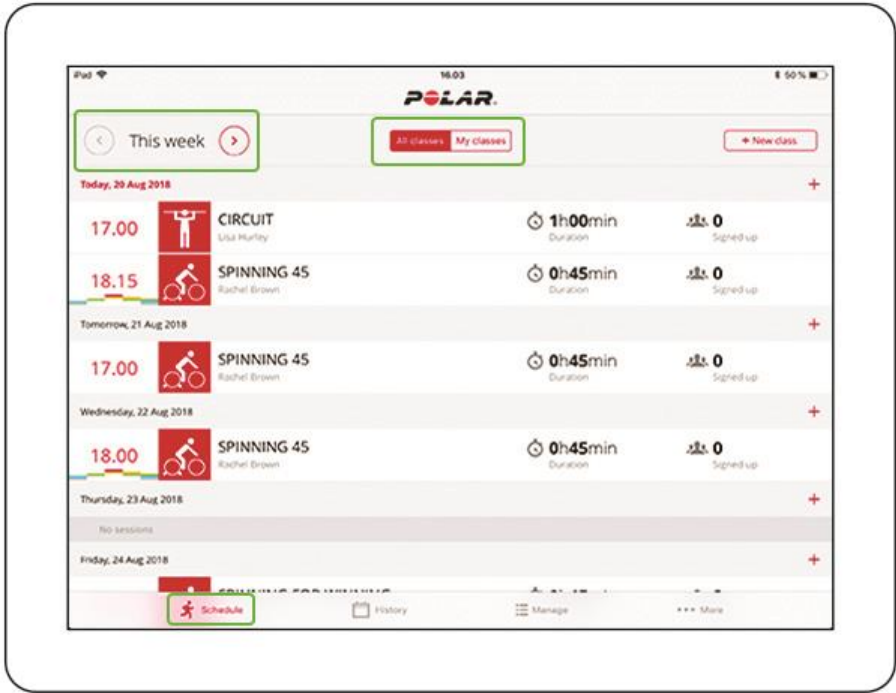 iPad 16.03 50 %
POLAR
This week All classes My classes + New class
Today, 20 Aug 2018 +
17.00 CIRCUIT 1h00min 0
Lisa Hurley Duration Signed up
18.15 SPINNING 45 0h45min 0
Rachel Brown Duration Signed up
Tomorrow, 21 Aug 2018 +
17.00 SPINNING 45 0h45min 0
Rachel Brown Duration Signed up
Wednesday, 22 Aug 2018 +
18.00 SPINNING 45 0h45min 0
Rachel Brown Duration Signed up
Thursday, 23 Aug 2018 +
No sessions
Friday, 24 Aug 2018 +
SPINNING FOR WINNING
Schedule History Manage More